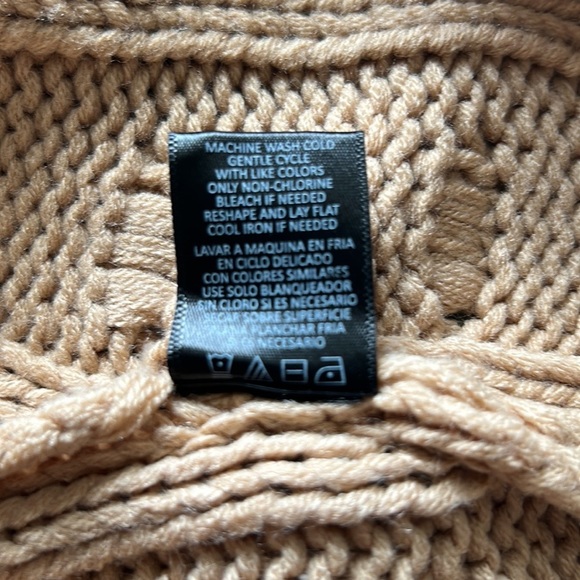 MACHINE WASH COLD
GENTLE CYCLE
WITH LIKE COLORS
ONLY NON-CHLORINE
BLEACH IF NEEDED
RESHAPE AND LAY FLAT
COOL IRON IF NEEDED
LAVAR A MAQUINA EN FRIA
EN CICLO DELICADO
CON COLORES SIMILARES
USE SOLO BLANQUEADOR
SIN CLORO SI ES NECESARIO
SOBRE SUPERFICIE
PLANCHAR FRIA
ES NECESARIO